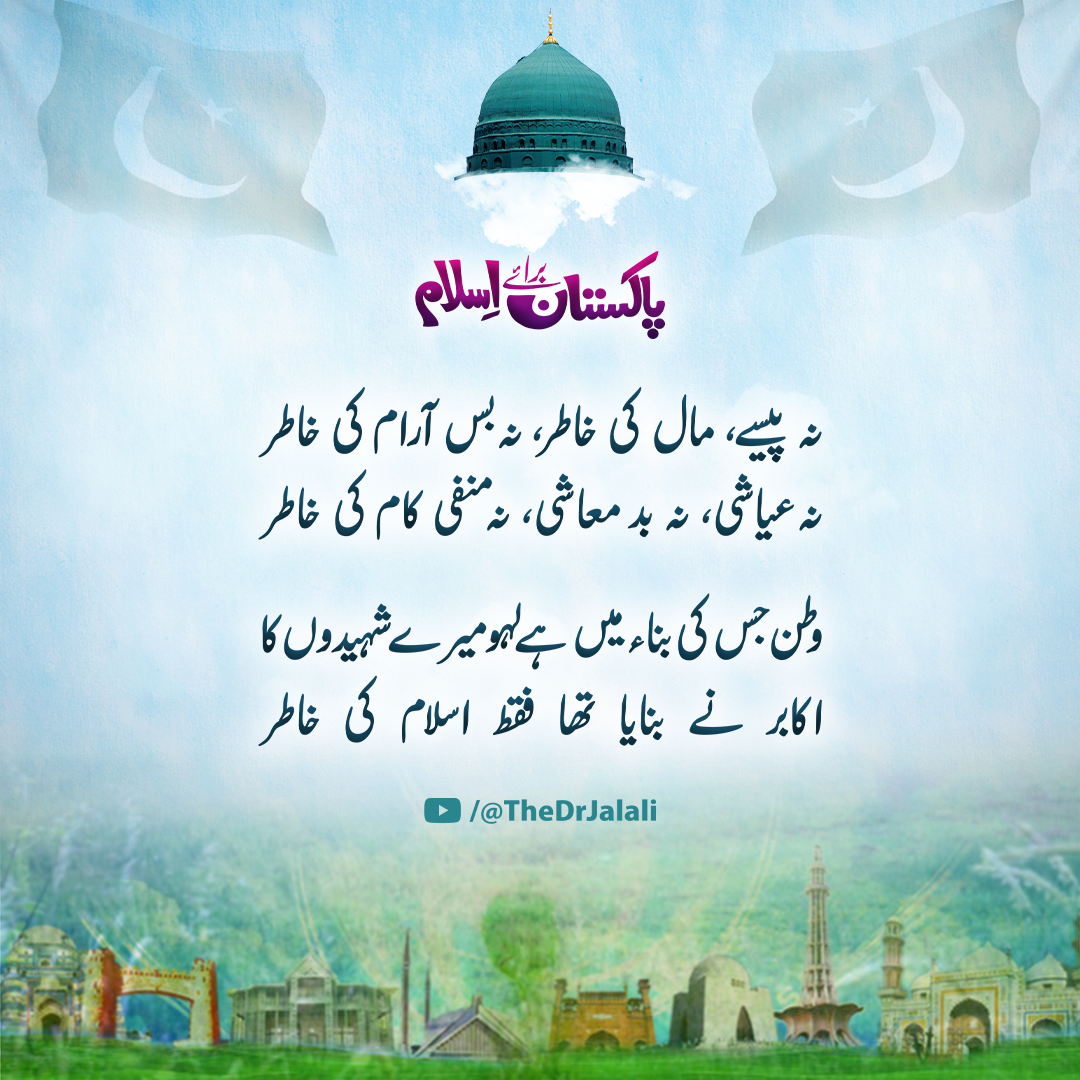 پاکستان برائے اِسلام
نہ پیسے، مال کی خاطر، نہ بس آرام کی خاطر
نہ عیاشی، نہ بد معاشی، نہ منفی کام کی خاطر
وطن جس کی بناء میں ہے لہو میرے شہیدوں کا
اکابر نے بنایا تھا فقط اسلام کی خاطر
/@TheDrJalali